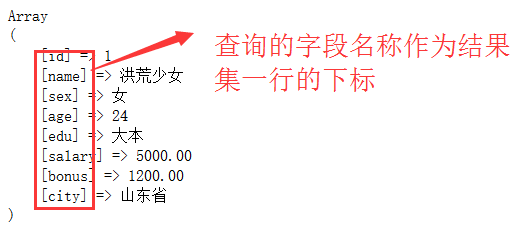 Array
(
[id] => 1
[name] => 洪荒少女
[sex] => 女
[age] => 24
[edu] => 大本
[salary] => 5000.00
[bonus] => 1200.00
[city] => 山东省
)
查询的字段名称作为结果
集一行的下标